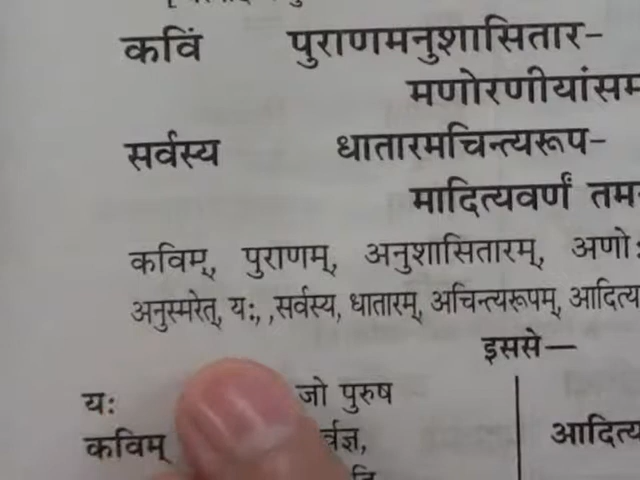 कविं पुराणमनुशासितार-
मणोरणीयांसम
सर्वस्य धातारमचिन्त्यरूप-
मादित्यवर्णं तम
कविम्, पुराणम्, अनुशासितारम्, अणोः
अनुस्मरेत्, यः, ,सर्वस्य, धातारम्, अचिन्त्यरूपम्, आदित्य
इससे—
यः जो पुरुष
कविम् आदित्य